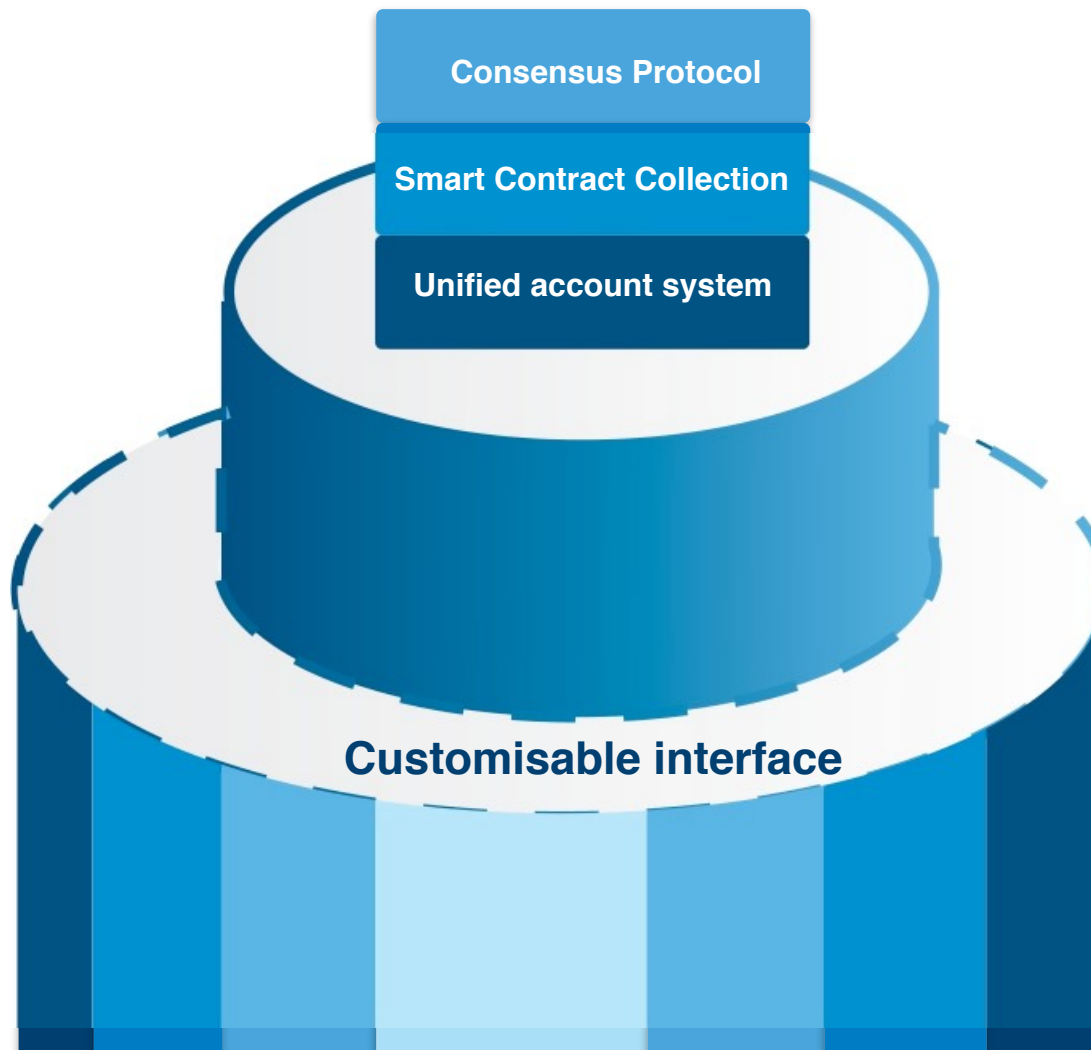 Consensus Protocol
Smart Contract Collection
Unified account system
Customisable interface